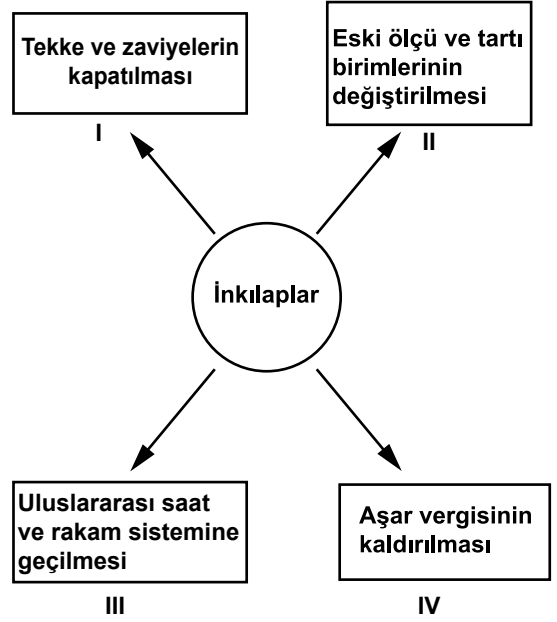 Tekke ve zaviyelerin
kapatılması
I
Eski ölçü ve tartı
birimlerinin
değiştirilmesi
II
İnkılaplar
Uluslararası saat
ve rakam sistemine
geçilmesi
III
Aşar vergisinin
kaldırılması
IV